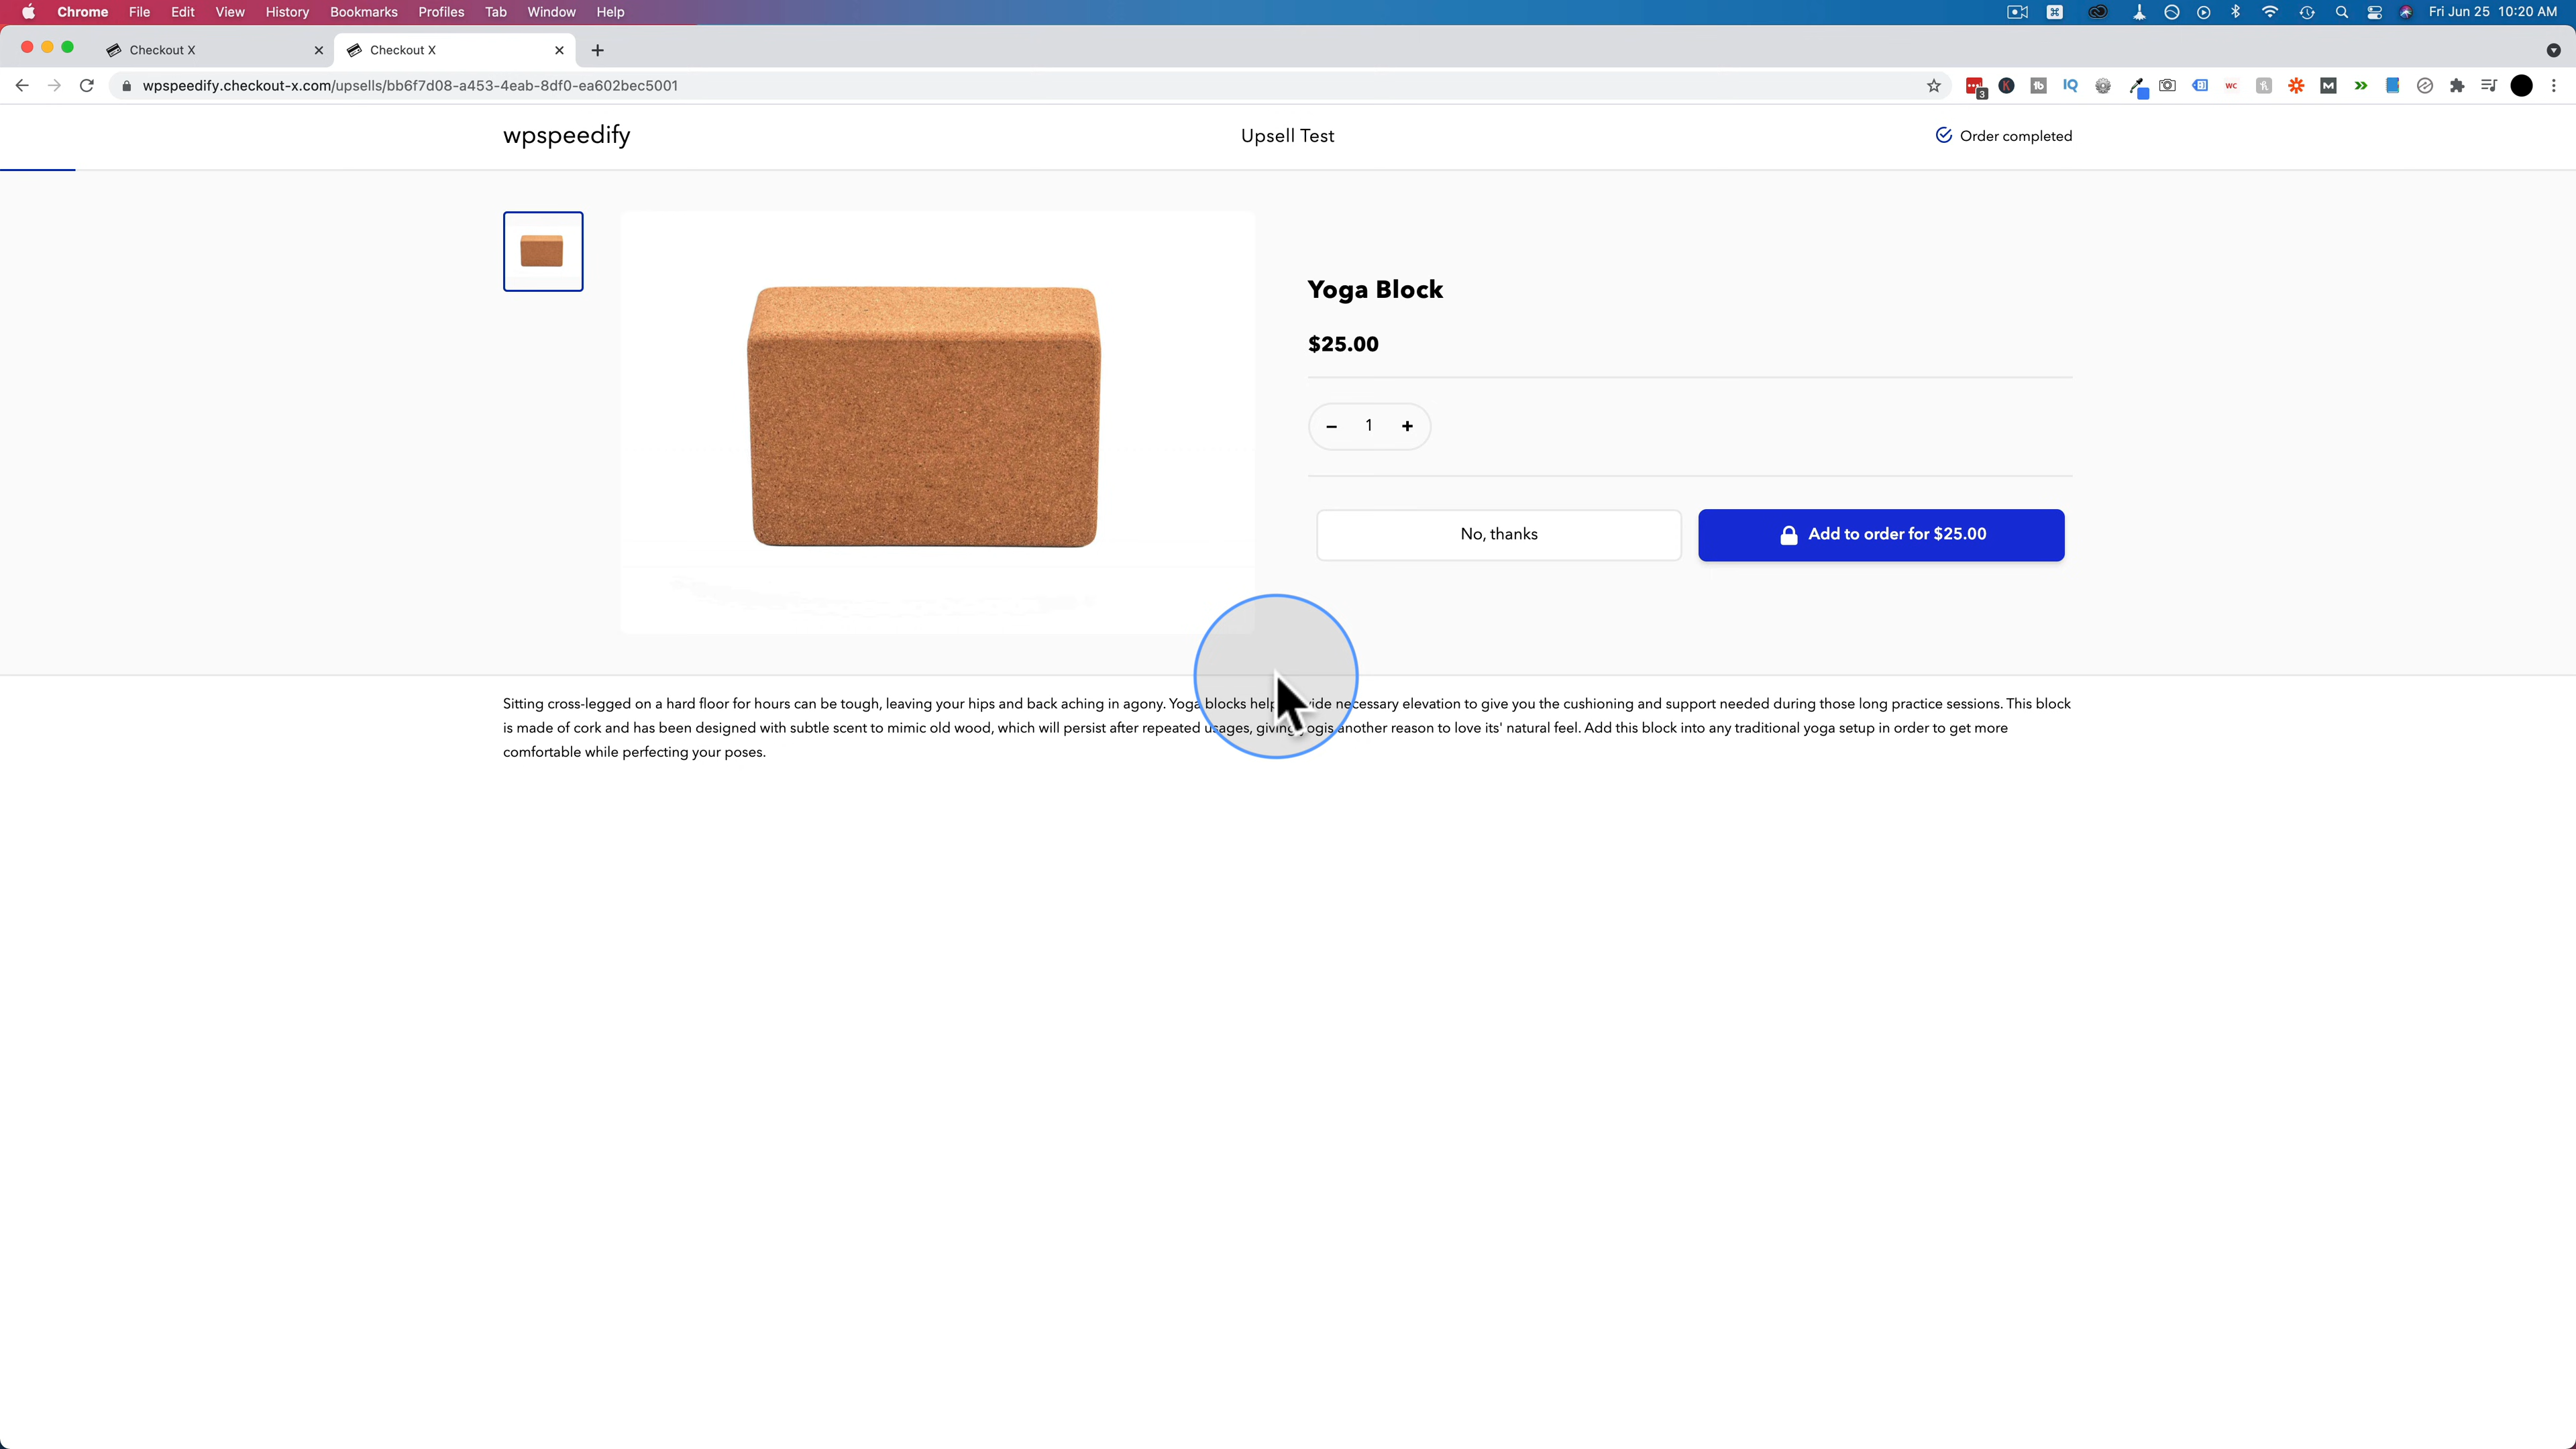 Chrome File Edit View History Bookmarks Profiles Tab Window Help Fri Jun 25 10:20 AM
Checkout X Checkout X
wpspeedify.checkout-x.com/upsells/bb6f7d08-a453-4eab-8df0-ea602bec5001 3 K tb IQ wc M
wpspeedify Upsell Test Order completed
Yoga Block
$25.00
1
No, thanks Add to order for $25.00
Sitting cross-legged on a hard floor for hours can be tough, leaving your hips and back aching in agony. Yoga blocks help necessary elevation to give you the cushioning and support needed during those long practice sessions. This block
is made of cork and has been designed with subtle scent to mimic old wood, which will persist after repeated usages, giving yogis another reason to love its' natural feel. Add this block into any traditional yoga setup in order to get more
comfortable while perfecting your poses.